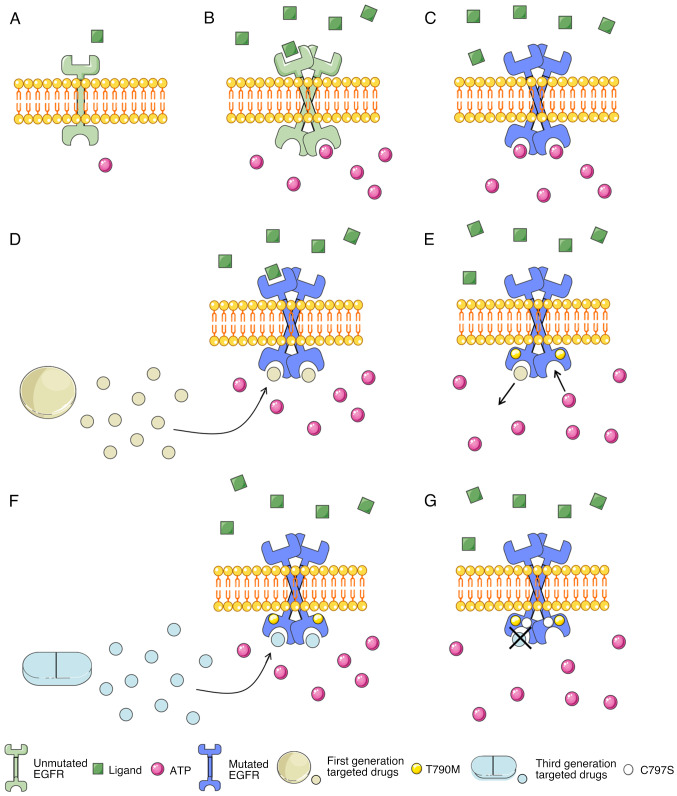 A
B
C
D
E
F
G
Unmutated
EGFR
Ligand
ATP
Mutated
EGFR
First generation
targeted drugs
T790M
Third generation
targeted drugs
C797S